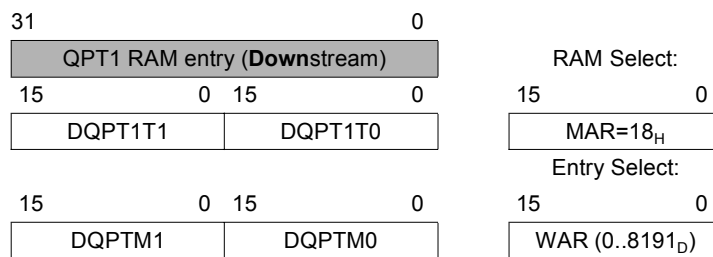 31 0
QPT1 RAM entry (Downstream) RAM Select:
15 0 15 0 15 0
DQPT1T1 DQPT1T0 MAR=18H
Entry Select:
15 0 15 0 15 0
DQPTM1 DQPTM0 WAR (0..8191D)